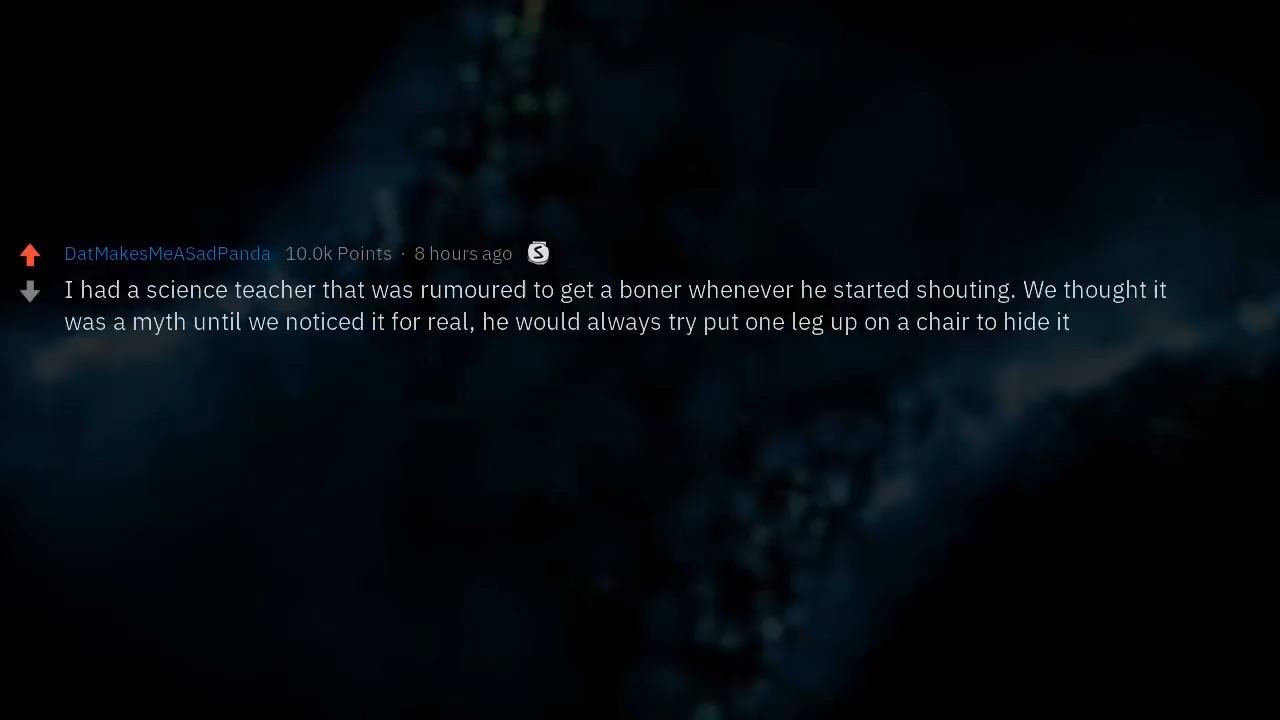 DatMakesMeASadPanda 10.0k Points · 8 hours ago S
I had a science teacher that was rumoured to get a boner whenever he started shouting. We thought it
was a myth until we noticed it for real, he would always try put one leg up on a chair to hide it